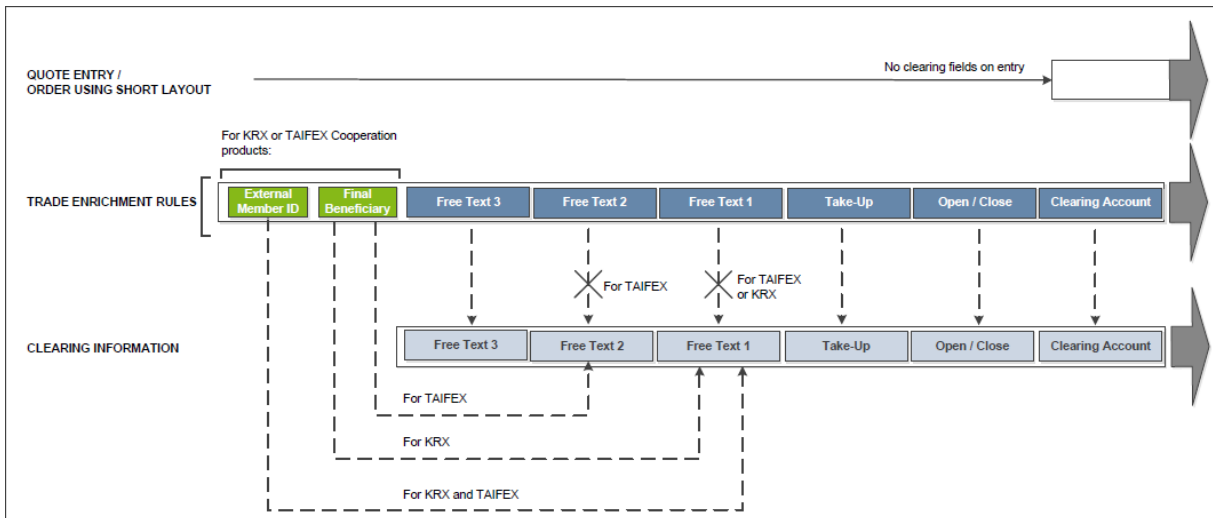 No clearing fields on entry
QUOTE ENTRY /
ORDER USING SHORT LAYOUT
For KRX or TAIFEX Cooperation
products:
TRADE ENRICHMENT RULES
External
Member ID
Final
Beneficiary
Free Text 3
Free Text 2
Free Text 1
Take-Up
Open / Close
Clearing Account
For TAIFEX
For TAIFEX
or KRX
CLEARING INFORMATION
Free Text 3
Free Text 2
Free Text 1
Take-Up
Open / Close
Clearing Account
For TAIFEX
For KRX
For KRX and TAIFEX